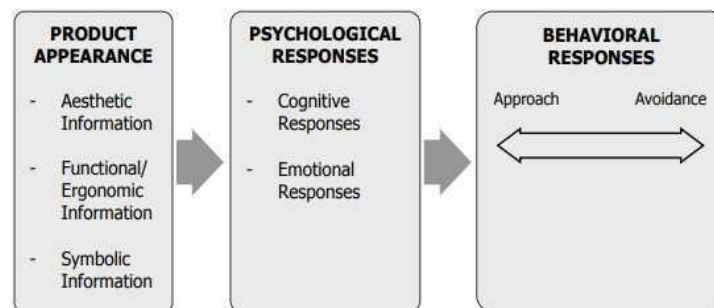 PRODUCT
APPEARANCE
- Aesthetic
Information
- Functional/
Ergonomic
Information
- Symbolic
Information
PSYCHOLOGICAL
RESPONSES
- Cognitive
Responses
- Emotional
Responses
BEHAVIORAL
RESPONSES
Approach Avoidance